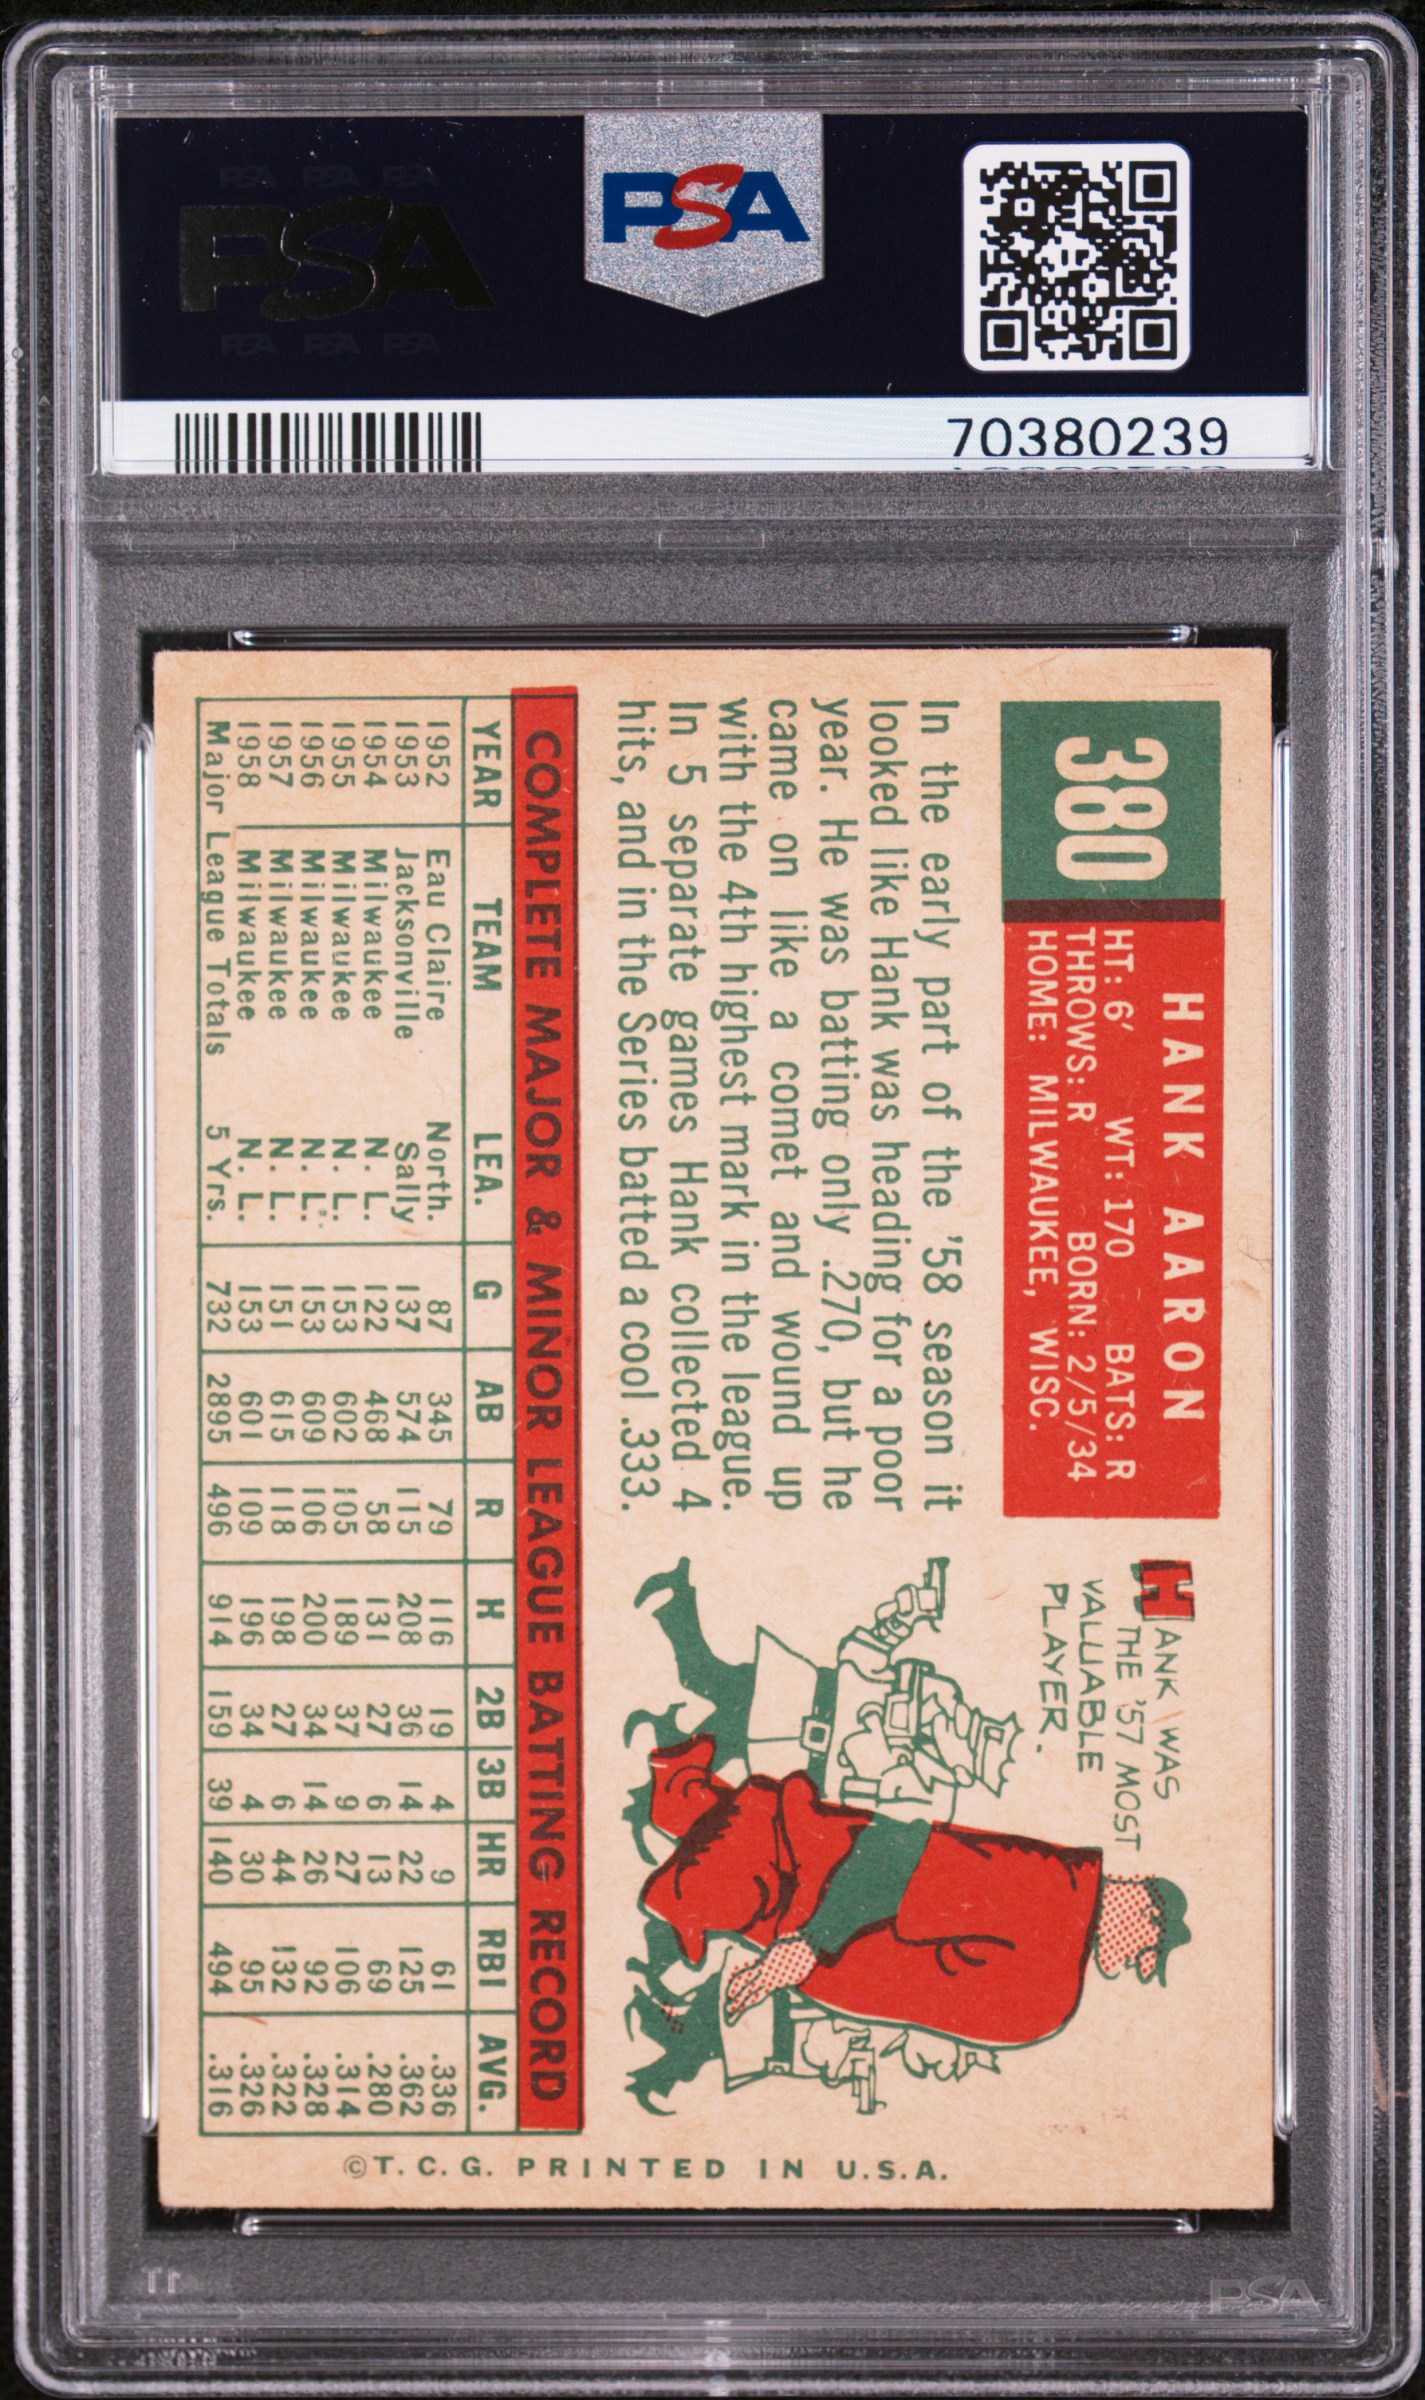 PSA PSA PSA
PSA
PSA PSA PSA
PSA
70380239
380
HANK AARON
HT: 6' WT: 170 BATS: R
THROWS: R BORN: 2/5/34
HOME: MILWAUKEE, WISC.
In the early part of the '58 season it
looked like Hank was heading for a poor
year. He was batting only .270, but he
came on like a comet and wound up
with the 4th highest mark in the league.
In 5 separate games Hank collected 4
hits, and in the Series batted a cool .333.
HANK WAS
THE '57 MOST
VALUABLE
PLAYER.
COMPLETE MAJOR & MINOR LEAGUE BATTING RECORD
YEAR TEAM LEA. G AB R H 2B 3B HR RBI AVG.
1952 Eau Claire North. 87 345 79 116 19 4 9 61 .336
1953 Jacksonville Sally 137 574 115 208 36 14 22 125 .362
1954 Milwaukee N. L. 122 468 58 131 27 6 13 69 .280
1955 Milwaukee N. L. 153 602 105 189 37 9 27 106 .314
1956 Milwaukee N. L. 153 609 106 200 34 14 26 92 .328
1957 Milwaukee N. L. 151 615 118 198 27 6 44 132 .322
1958 Milwaukee N. L. 153 601 109 196 34 4 30 95 .326
Major League Totals 5 Yrs. 732 2895 496 914 159 39 140 494 .316
©T. C. G. PRINTED IN U.S.A.
PSA